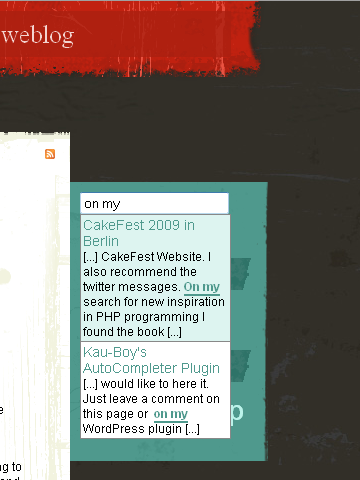 weblog
on my
CakeFest 2009 in
Berlin
[...] CakeFest Website. I
also recommend the
twitter messages. On my
search for new inspiration
in PHP programming I
found the book [...]
Kau-Boy's
AutoCompleter Plugin
[...] would like to here it.
Just leave a comment on
this page or on my
WordPress plugin [...]
p
e
ng to
and